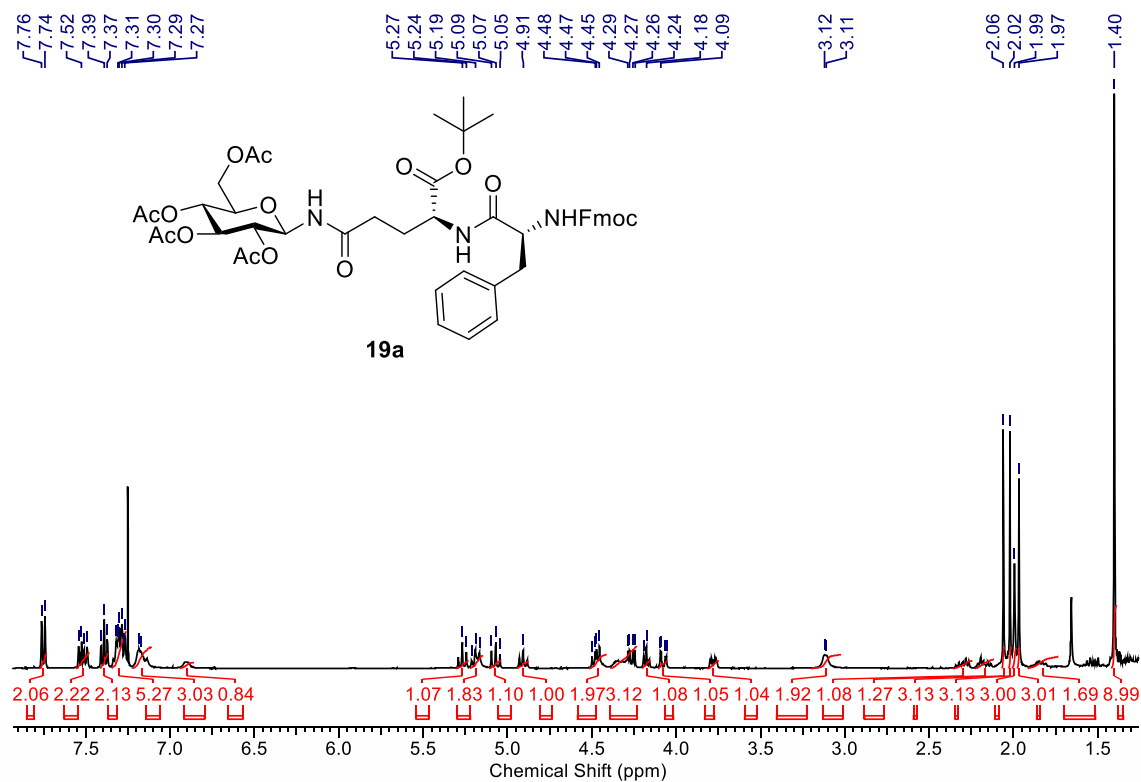 7.76 7.74 7.52 7.39 7.37 7.31 7.30 7.29 7.27 5.27 5.24 5.19 5.09 5.07 5.05 4.91 4.48 4.47 4.45 4.29 4.27 4.26 4.24 4.18 4.09 3.12 3.11 2.06 2.02 1.99 1.97 1.40
OAc
O
O
O
O
NHFmoc
AcO
O
H
N
AcO
N
H
OAc
O
19a
2.06 2.22 2.13 5.27 3.03 0.84 1.07 1.83 1.10 1.00 1.97 3.12 1.08 1.05 1.04 1.92 1.08 1.27 3.13 3.13 3.00 3.01 1.69 8.99
7.5 7.0 6.5 6.0 5.5 5.0 4.5 4.0 3.5 3.0 2.5 2.0 1.5
Chemical Shift (ppm)